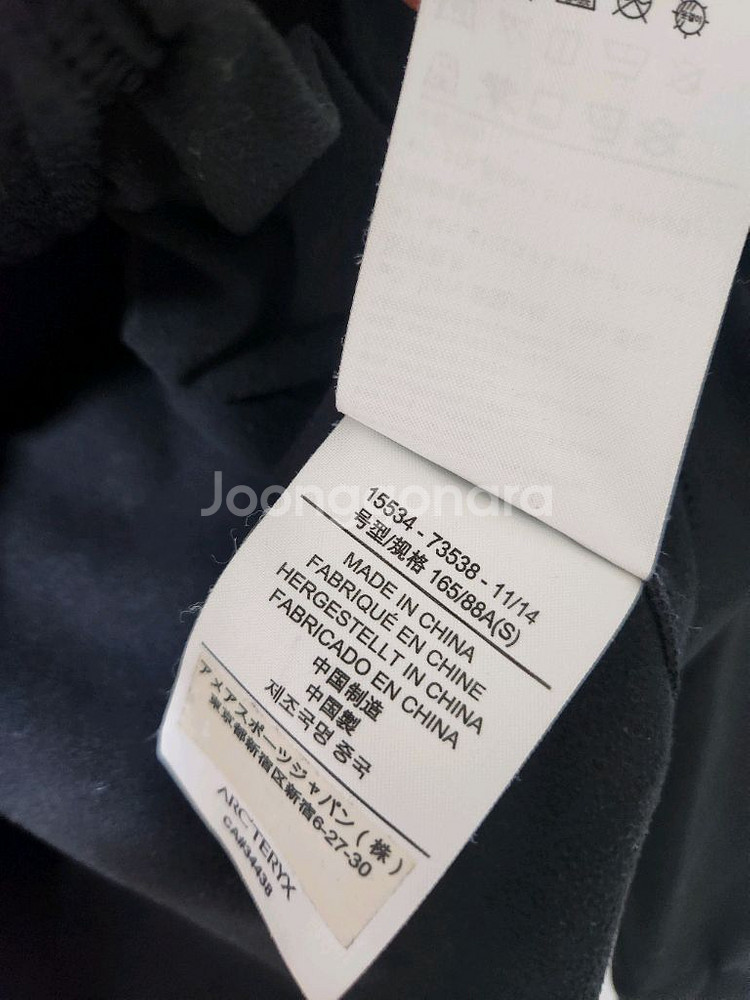 Joonggonara
15534 - 73538 - 11/14
号型/规格 165/88A(S)
MADE IN CHINA
FABRIQUÉ EN CHINE
HERGESTELLT IN CHINA
FABRICADO EN CHINA
中国制造
中國製
제조국명 중국
アメアスポーツジャパン(株)
東京都新宿区新宿6-27-30
ARC'TERYX
CA#34438